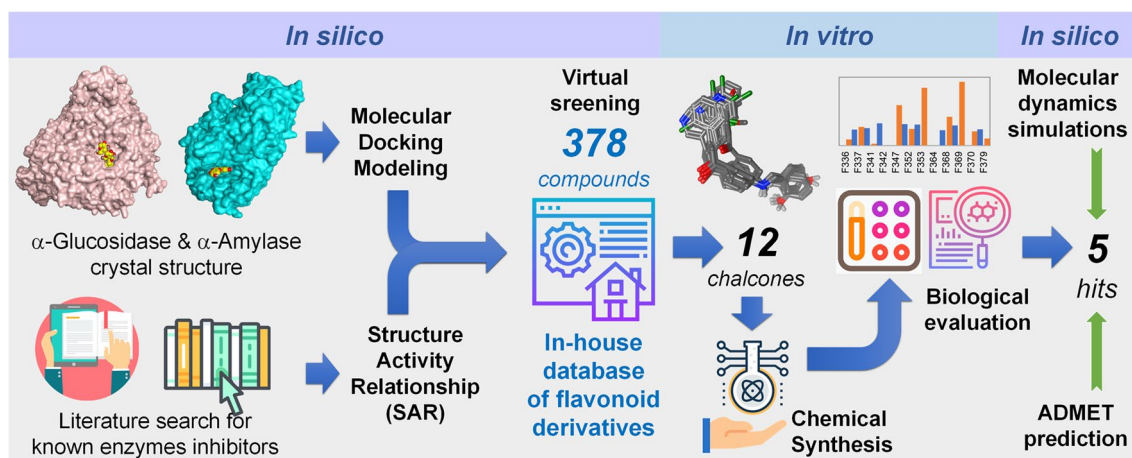 In silico
In vitro
In silico
α-Glucosidase & α-Amylase
crystal structure
Literature search for
known enzymes inhibitors
Molecular
Docking
Modeling
Structure
Activity
Relationship
(SAR)
Virtual
sreening
378
compounds
In-house
database
of flavonoid
derivatives
12
chalcones
Chemical
Synthesis
F336
F337
F341
F342
F347
F352
F353
F364
F368
F369
F370
F379
Biological
evaluation
Molecular
dynamics
simulations
5
hits
ADMET
prediction